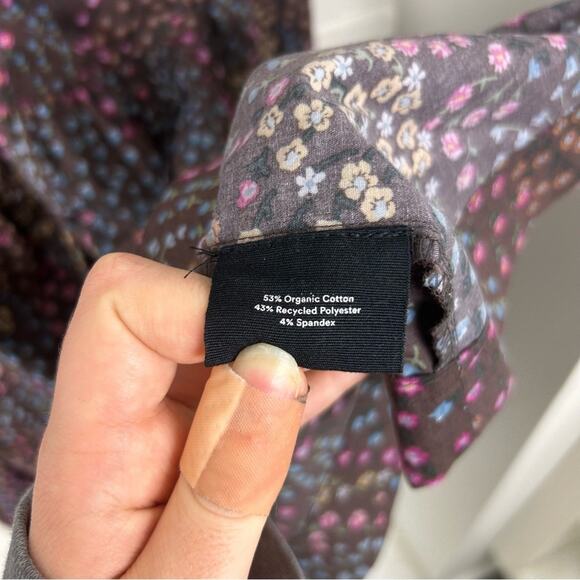 53% Organic Cotton
43% Recycled Polyester
4% Spandex